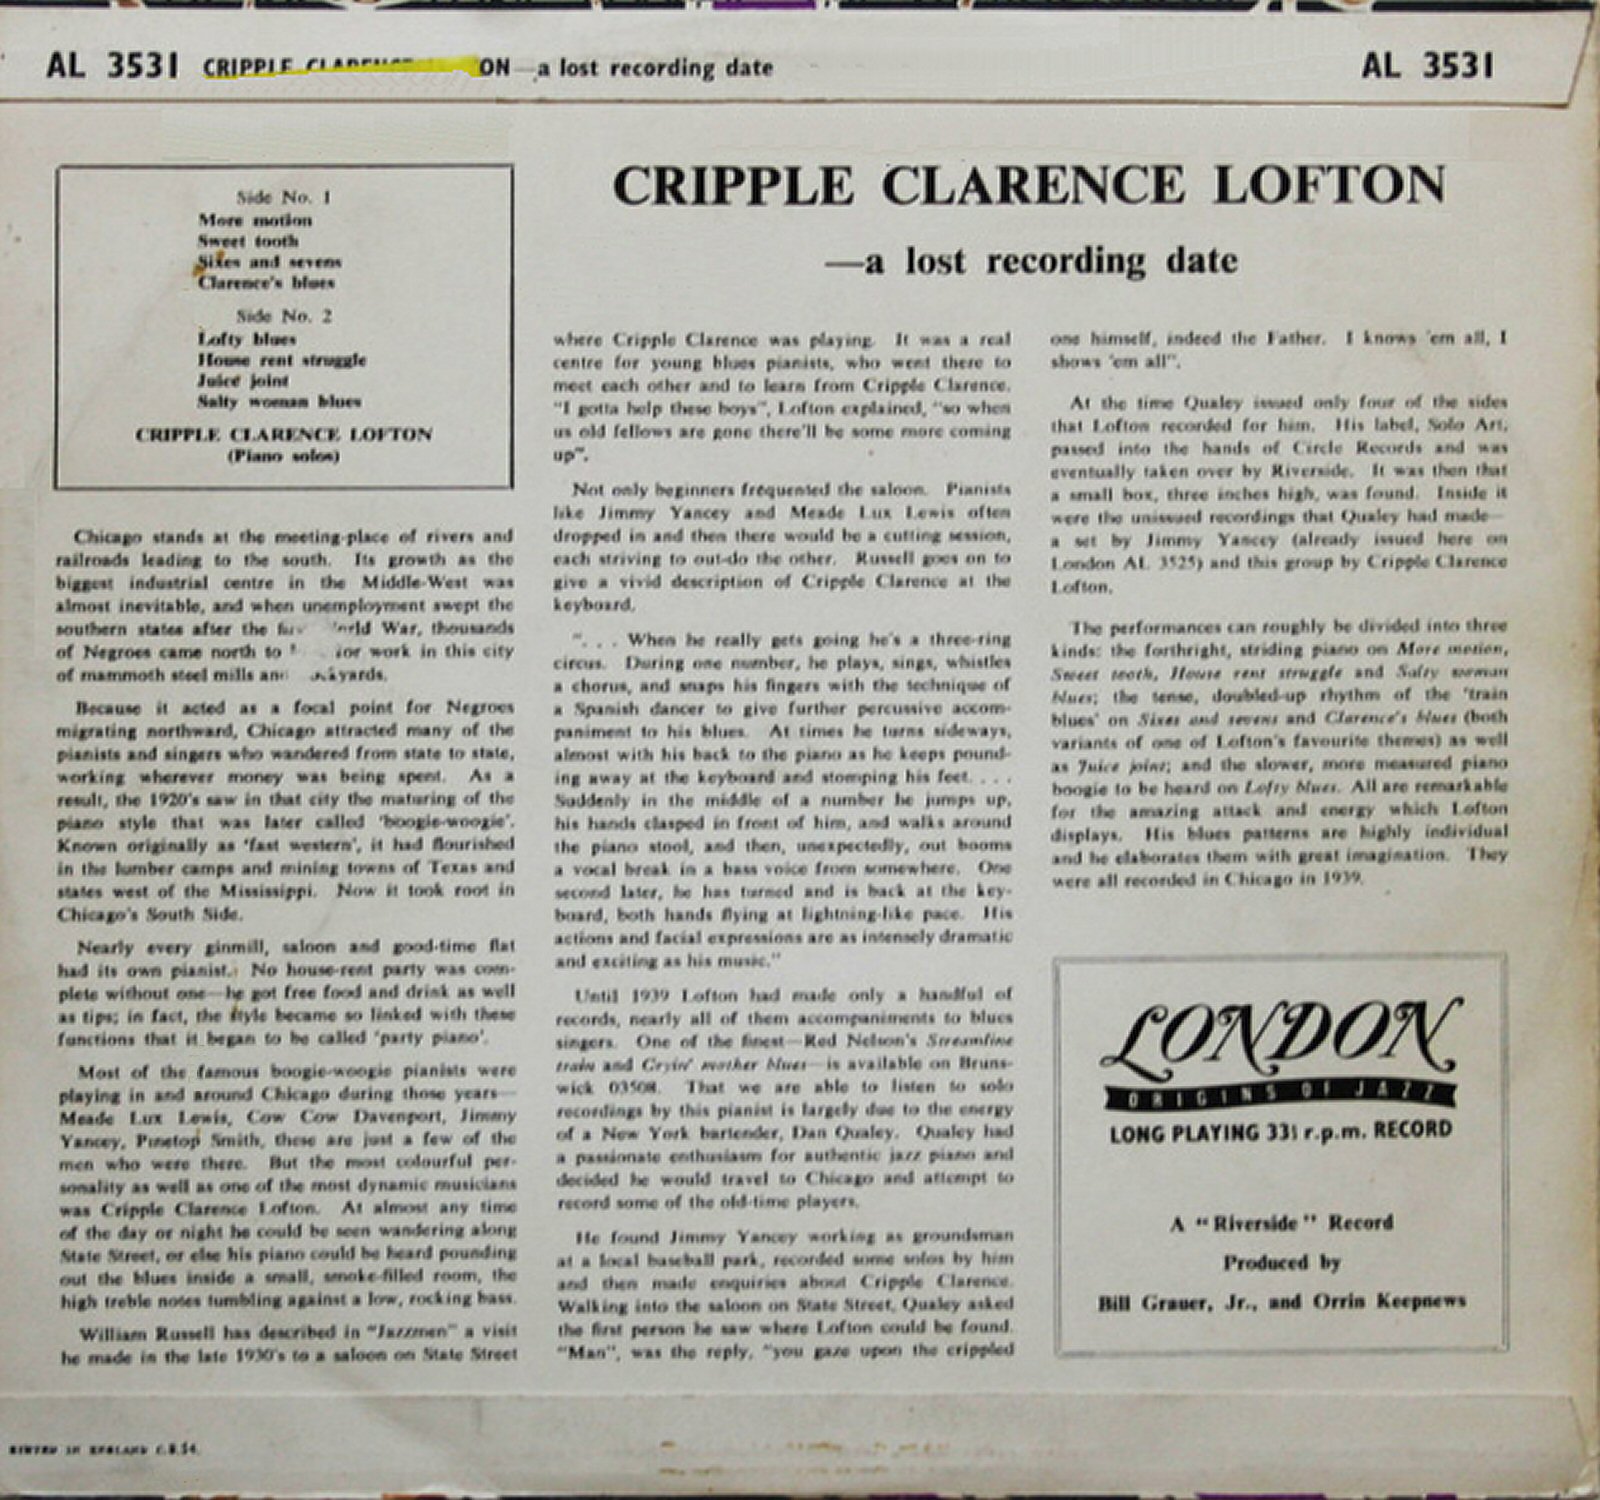 AL 3531 CRIPPLE ON—a lost recording date AL 3531
Side No. 1
More motion
Sweet tooth
Sixes and sevens
Clarence's blues
Side No. 2
Lofty blues
House rent struggle
Juice joint
Salty woman blues
CRIPPLE CLARENCE LOFTON
(Piano solos)
CRIPPLE CLARENCE LOFTON
—a lost recording date
Chicago stands at the meeting-place of rivers and
railroads leading to the south. Its growth as the
biggest industrial centre in the Middle-West was
almost inevitable, and when unemployment swept the
southern states after the World War, thousands
of Negroes came north to for work in this city
of mammoth steel mills and
Because it acted as a focal point for Negroes
migrating northward, Chicago attracted many of the
pianists and singers who wandered from state to state,
working wherever money was being spent. As a
result, the 1920's saw in that city the maturing of the
piano style that was later called 'boogie-woogie'.
Known originally as 'fast western', it had flourished
in the lumber camps and mining towns of Texas and
states west of the Mississippi. Now it took root in
Chicago's South Side.
Nearly every ginmill, saloon and good-time flat
had its own pianist. No house-rent party was com-
plete without one—he got free food and drink as well
as tips; in fact, the style became so linked with these
functions that it began to be called 'party piano'.
Most of the famous boogie-woogie pianists were
playing in and around Chicago during those years—
Meade Lux Lewis, Cow Cow Davenport, Jimmy
Yancey, Pinetop Smith, these are just a few of the
men who were there. But the most colourful per-
sonality as well as one of the most dynamic musicians
was Cripple Clarence Lofton. At almost any time
of the day or night he could be seen wandering along
State Street, or else his piano could be heard pounding
out the blues inside a small, smoke-filled room, the
high treble notes tumbling against a low, rocking bass.
William Russell has described in "Jazzmen" a visit
he made in the late 1930's to a saloon on State Street
where Cripple Clarence was playing. It was a real
centre for young blues pianists, who went there to
meet each other and to learn from Cripple Clarence.
"I gotta help these boys", Lofton explained, "so when
us old fellows are gone there'll be some more coming
up".
Not only beginners frequented the saloon. Pianists
like Jimmy Yancey and Meade Lux Lewis often
dropped in and then there would be a cutting session,
each striving to out-do the other. Russell goes on to
give a vivid description of Cripple Clarence at the
keyboard.
". . . When he really gets going he's a three-ring
circus. During one number, he plays, sings, whistles
a chorus, and snaps his fingers with the technique of
a Spanish dancer to give further percussive accom-
paniment to his blues. At times he turns sideways,
almost with his back to the piano as he keeps pound-
ing away at the keyboard and stomping his feet. . . .
Suddenly in the middle of a number he jumps up,
his hands clasped in front of him, and walks around
the piano stool, and then, unexpectedly, out booms
a vocal break in a bass voice from somewhere. One
second later, he has turned and is back at the key-
board, both hands flying at lightning-like pace. His
actions and facial expressions are as intensely dramatic
and exciting as his music."
Until 1939 Lofton had made only a handful of
records, nearly all of them accompaniments to blues
singers. One of the finest—Red Nelson's Streamline
train and Cryin' mother blues—is available on Bruns-
wick 03508. That we are able to listen to solo
recordings by this pianist is largely due to the energy
of a New York bartender, Dan Qualey. Qualey had
a passionate enthusiasm for authentic jazz piano and
decided he would travel to Chicago and attempt to
record some of the old-time players.
He found Jimmy Yancey working as groundsman
at a local baseball park, recorded some solos by him
and then made enquiries about Cripple Clarence.
Walking into the saloon on State Street, Qualey asked
the first person he saw where Lofton could be found.
"Man", was the reply, "you gaze upon the crippled
one himself, indeed the Father. I knows 'em all, I
shows 'em all".
At the time Qualey issued only four of the sides
that Lofton recorded for him. His label, Solo Art,
passed into the hands of Circle Records and was
eventually taken over by Riverside. It was then that
a small box, three inches high, was found. Inside it
were the unissued recordings that Qualey had made—
a set by Jimmy Yancey (already issued here on
London AL 3525) and this group by Cripple Clarence
Lofton.
The performances can roughly be divided into three
kinds: the forthright, striding piano on More motion,
Sweet tooth, House rent struggle and Salty woman
blues; the tense, doubled-up rhythm of the 'train
blues' on Sixes and sevens and Clarence's blues (both
variants of one of Lofton's favourite themes) as well
as Juice joint; and the slower, more measured piano
boogie to be heard on Lofty blues. All are remarkable
for the amazing attack and energy which Lofton
displays. His blues patterns are highly individual
and he elaborates them with great imagination. They
were all recorded in Chicago in 1939.
LONDON
ORIGINS OF JAZZ
LONG PLAYING 33⅓ r.p.m. RECORD
A "Riverside" Record
Produced by
Bill Grauer, Jr., and Orrin Keepnews
IN ENGLAND